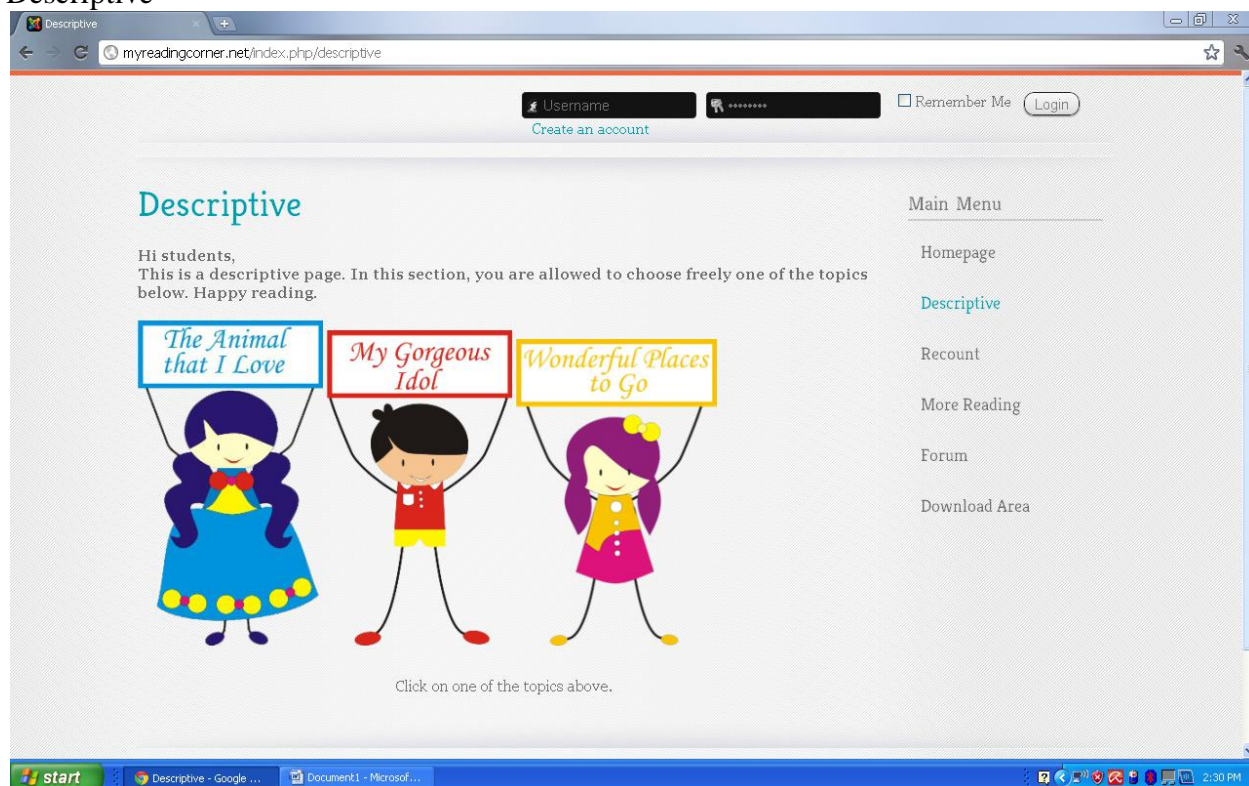 Descriptive
Descriptive
myreadingcorner.net/index.php/descriptive
Username
••••••••
Remember Me
Login
Create an account
Descriptive
Hi students,
This is a descriptive page. In this section, you are allowed to choose freely one of the topics
below. Happy reading.
The Animal
that I Love
My Gorgeous
Idol
Wonderful Places
to Go
Click on one of the topics above.
Main Menu
Homepage
Descriptive
Recount
More Reading
Forum
Download Area
start
Descriptive - Google ...
Document1 - Microsof...
2:30 PM